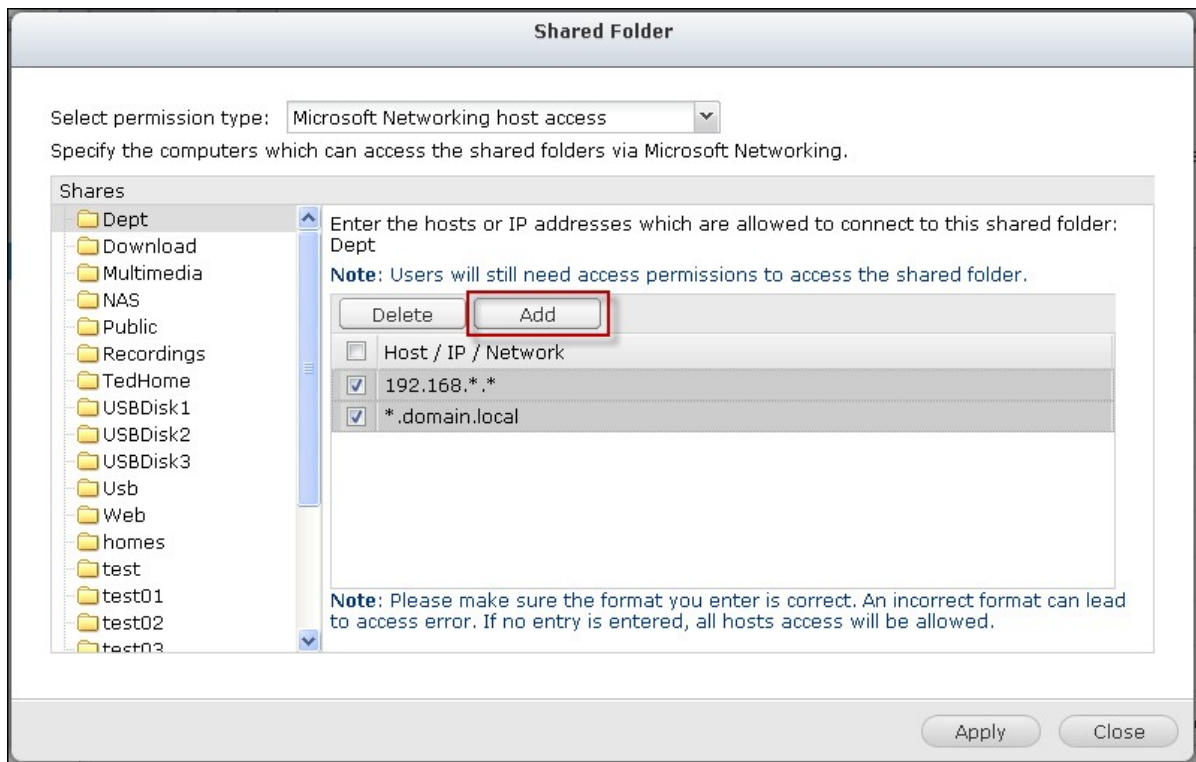 Shared Folder
Select permission type: Microsoft Networking host access
Specify the computers which can access the shared folders via Microsoft Networking.
Shares
Dept
Download
Multimedia
NAS
Public
Recordings
TedHome
USBDisk1
USBDisk2
USBDisk3
Usb
Web
homes
test
test01
test02
test03
Enter the hosts or IP addresses which are allowed to connect to this shared folder:
Dept
Note: Users will still need access permissions to access the shared folder.
Delete Add
Host / IP / Network
192.168.*.*
*.domain.local
Note: Please make sure the format you enter is correct. An incorrect format can lead
to access error. If no entry is entered, all hosts access will be allowed.
Apply Close